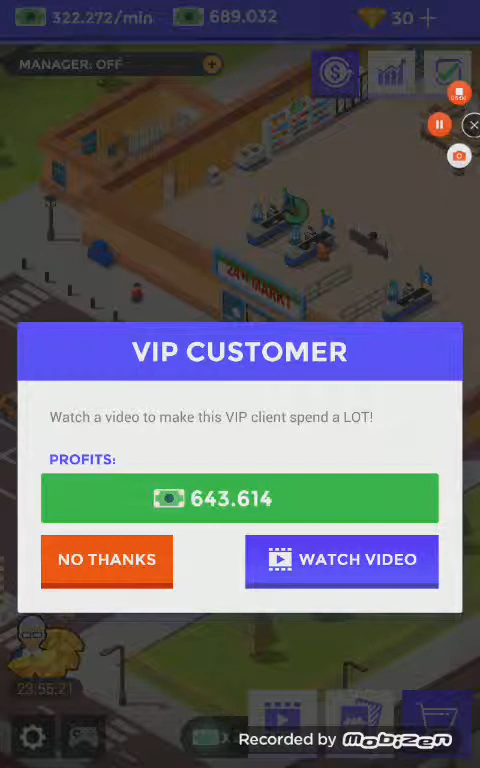 322.272/min
689.032
30
MANAGER: OFF
24H MARKT
VIP CUSTOMER
Watch a video to make this VIP client spend a LOT!
PROFITS:
643.614
NO THANKS
WATCH VIDEO
23:55:21
Recorded by MOBIZEN